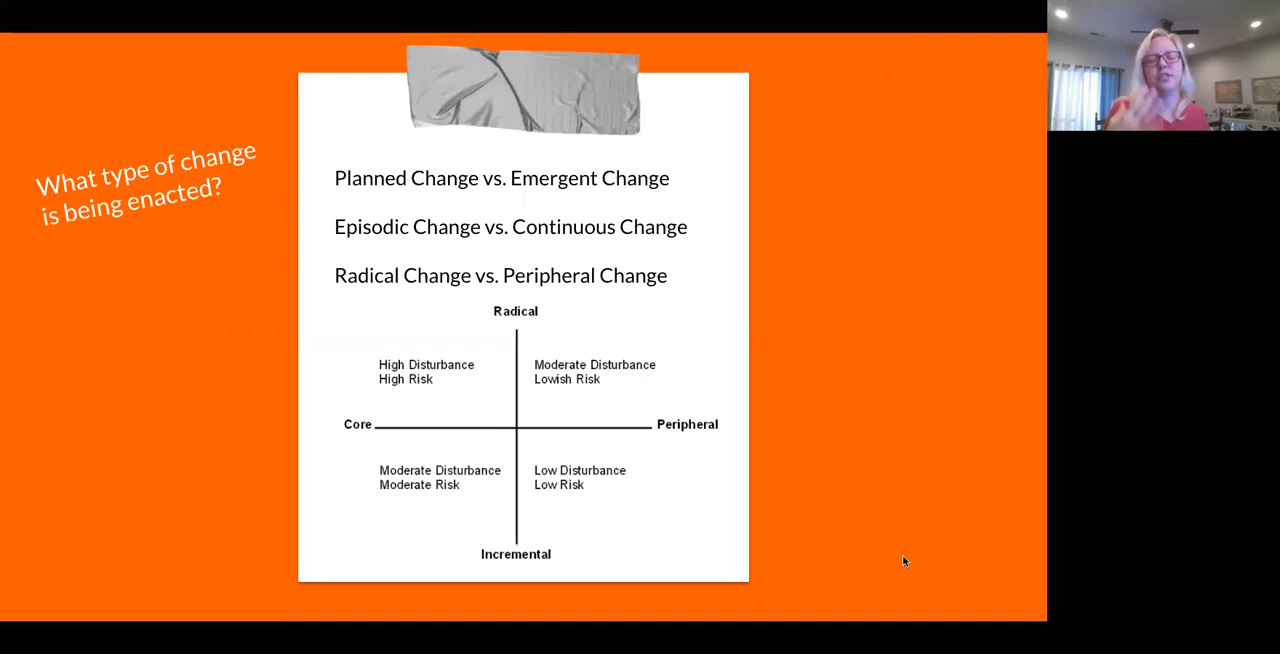 What type of change
is being enacted?
Planned Change vs. Emergent Change
Episodic Change vs. Continuous Change
Radical Change vs. Peripheral Change
Radical
High Disturbance
High Risk
Moderate Disturbance
Lowish Risk
Core
Peripheral
Moderate Disturbance
Moderate Risk
Low Disturbance
Low Risk
Incremental